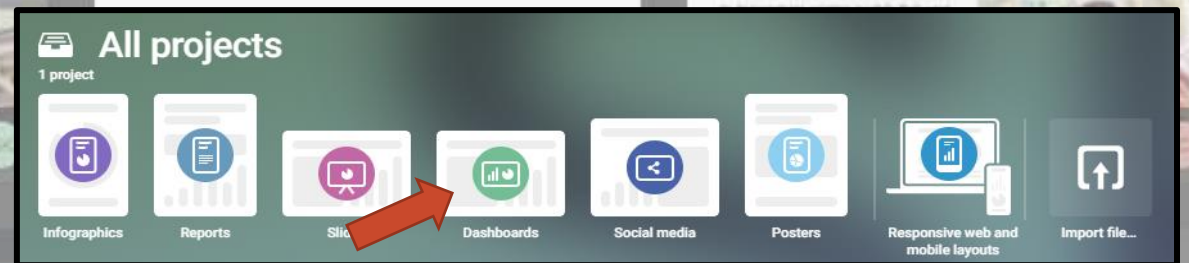 All projects
1 project
Infographics
Reports
Dashboards
Social media
Posters
Responsive web and
mobile layouts
Import file...